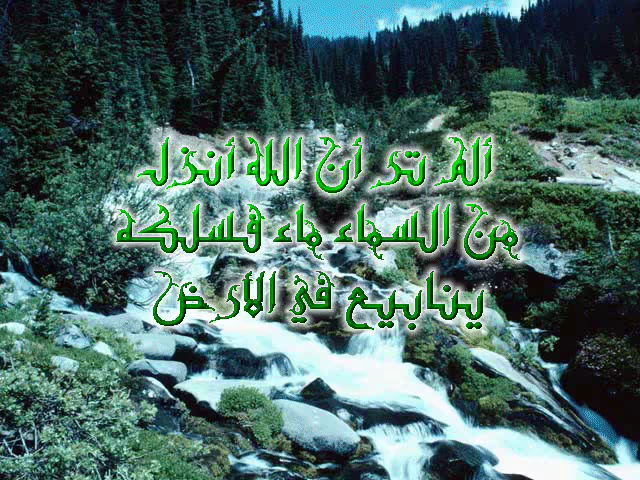 ألم تر أن الله أنزل
من السماء ماء فسلكه
ينابيع في الأرض